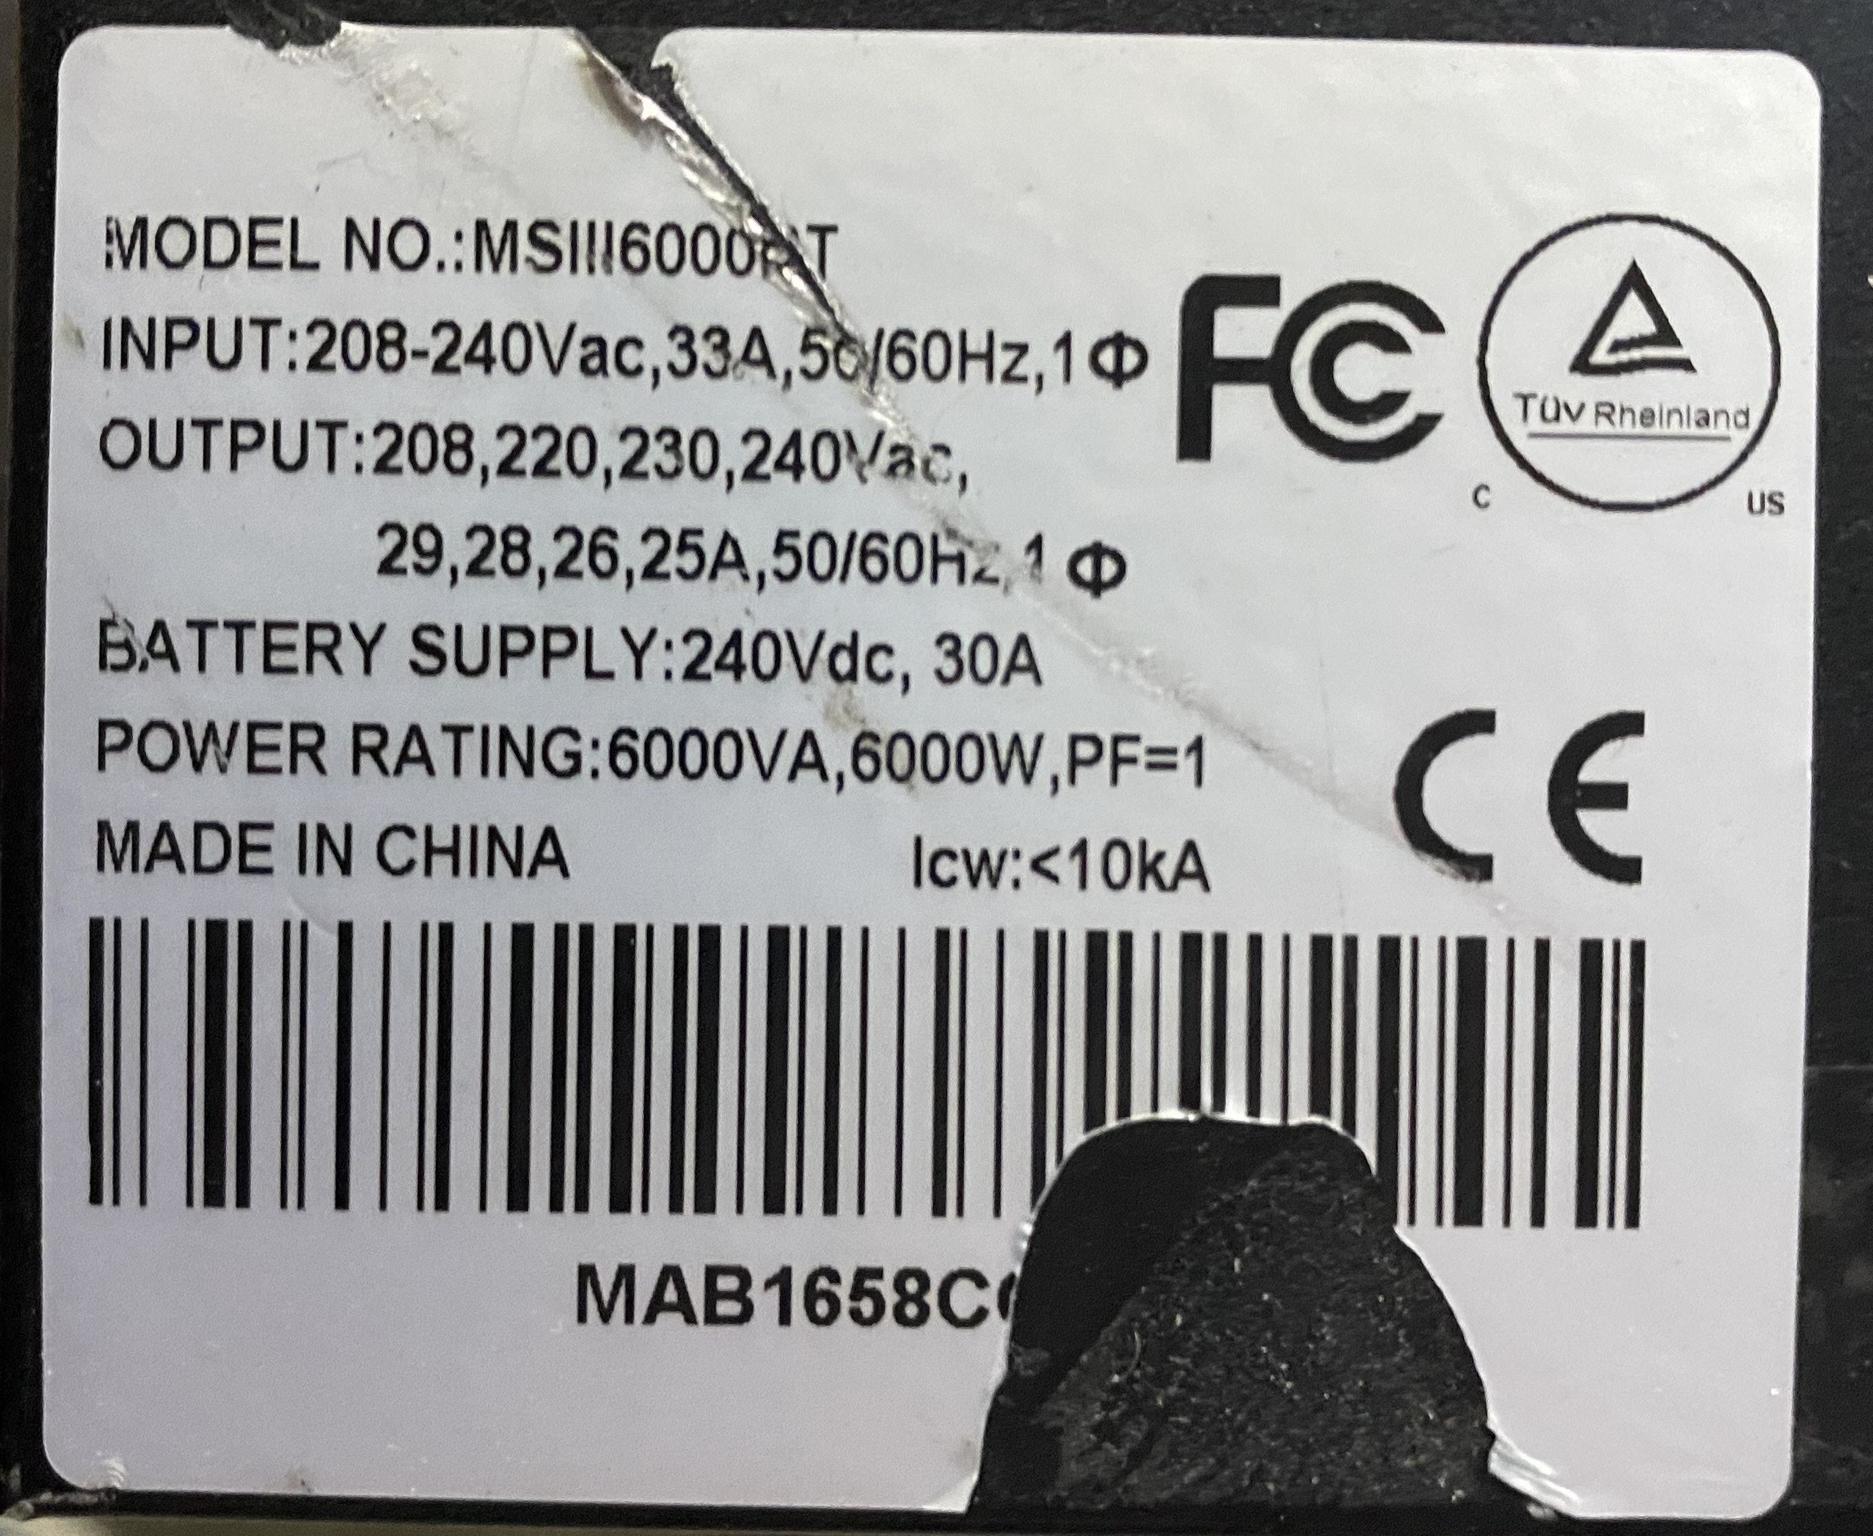 MODEL NO.:
INPUT:208-240Vac,33A,50/60Hz,1Φ
FC
TÜV Rheinland
C US
OUTPUT:208,220,230,240Vac,
29,28,26,25A,50/60Hz,1Φ
BATTERY SUPPLY:240Vdc, 30A
POWER RATING:6000VA,6000W,PF=1
CE
MADE IN CHINA Icw:<10kA